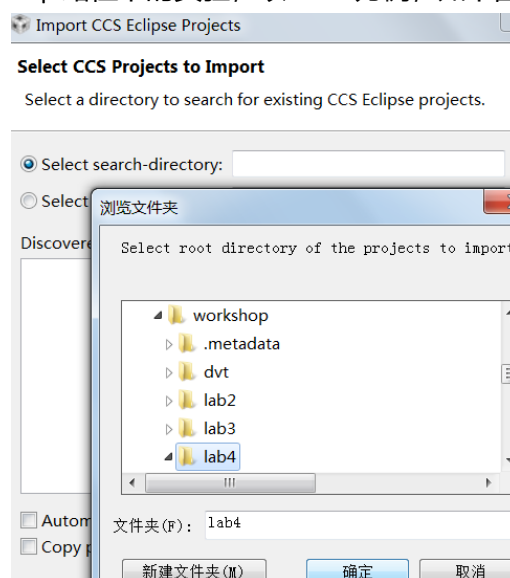 Import CCS Eclipse Projects
Select CCS Projects to Import
Select a directory to search for existing CCS Eclipse projects.
Select search-directory:
Select
浏览文件夹
Discovere
Select root directory of the projects to import
workshop
.metadata
dvt
lab2
lab3
lab4
文件夹(F): lab4
Autom
Copy p
新建文件夹(M) 确定 取消